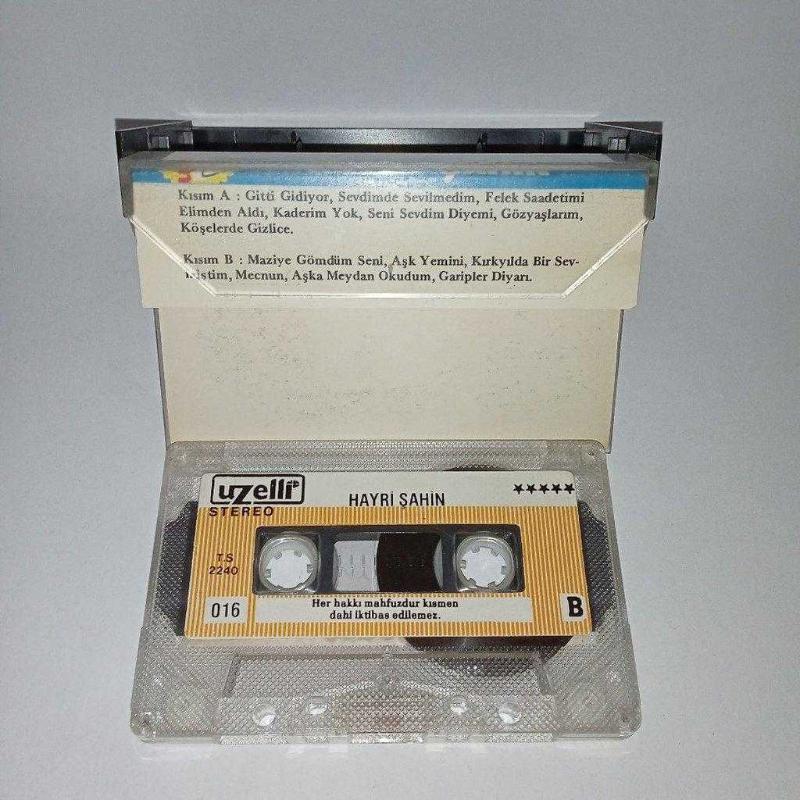 Kısım A : Gitti Gidiyor, Sevdimde Sevilmedim, Felek Saadetimi
Elimden Aldı, Kaderim Yok, Seni Sevdim Diyemi, Gözyaşlarım,
Köşelerde Gizlice.
Kısım B : Maziye Gömdüm Seni, Aşk Yemini, Kırkyılda Bir Sev-
miştim, Mecnun, Aşka Meydan Okudum, Garipler Diyarı.
uzelli
STEREO
HAYRİ ŞAHİN
★★★★★
T.S
2240
016
Her hakkı mahfuzdur kısmen
dahi iktibas edilemez.
B